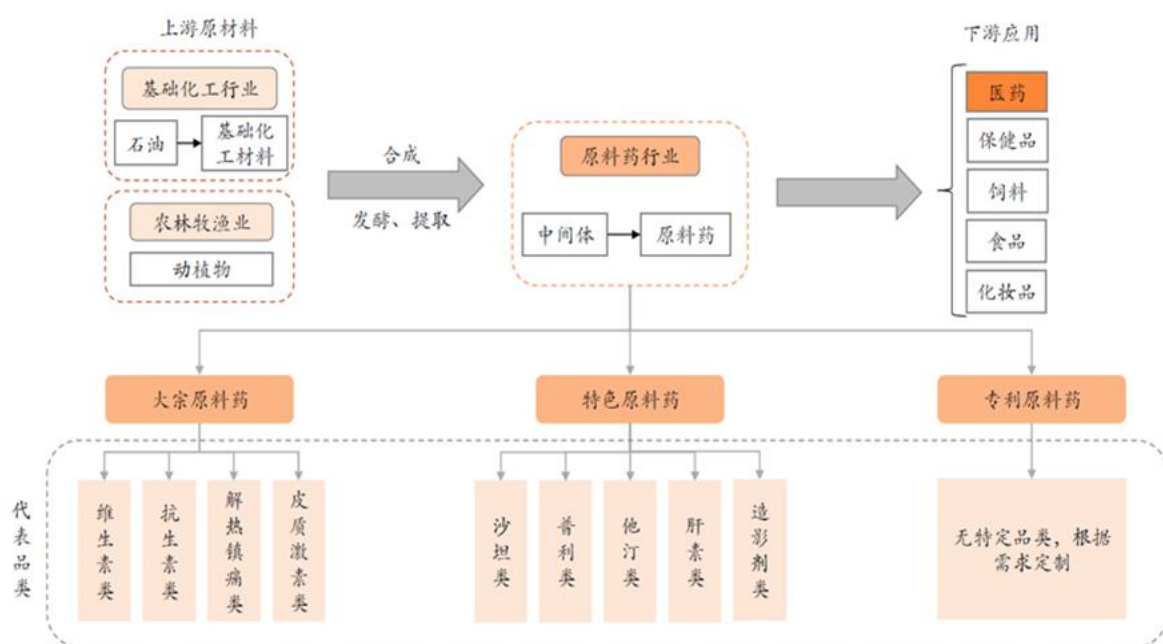 上游原材料
基础化工行业
石油
基础化
工材料
农林牧渔业
动植物
合成
发酵、提取
原料药行业
中间体
原料药
下游应用
医药
保健品
饲料
食品
化妆品
大宗原料药
特色原料药
专利原料药
代表品类
维生素类
抗生素类
解热镇痛类
皮质激素类
沙坦类
普利类
他汀类
肝素类
造影剂类
无特定品类，根据
需求定制